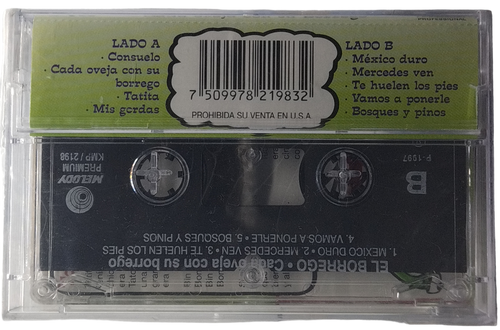 LADO A
· Consuelo
· Cada oveja con su
borrego
· Tatita
· Mis gordas
7 509978 219832
PROHIBIDA SU VENTA EN U.S.A
LADO B
· México duro
· Mercedes ven
· Te huelen los pies
· Vamos a ponerle
· Bosques y pinos
EL BORREGO • Cada oveja con su borrego
1. MEXICO DURO • 2. MERCEDES VEN • 3. TE HUELEN LOS PIES
4. VAMOS A PONERLE • 5. BOSQUES Y PINOS
B
P-1997
MELODY
PREMIUM
KMP / 2198